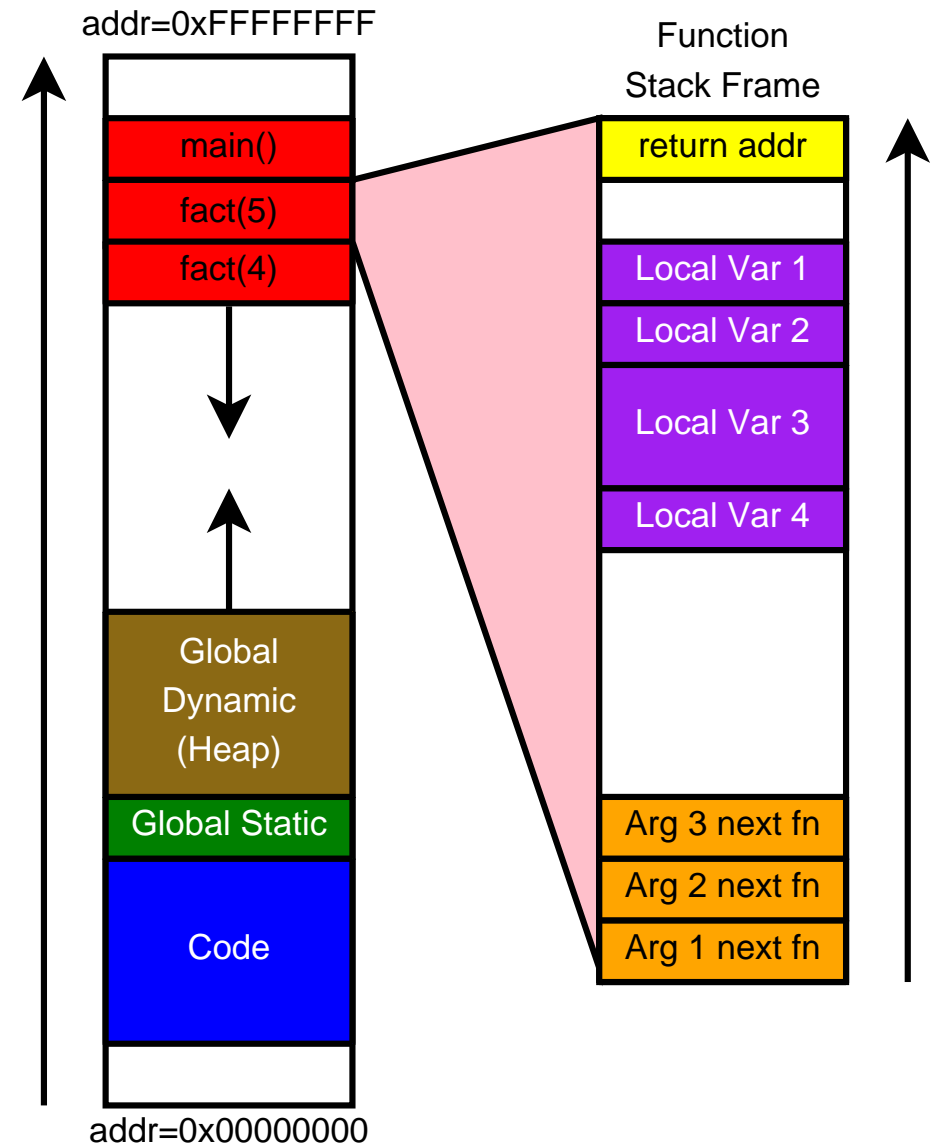 addr=0xFFFFFFFF
main()
fact(5)
fact(4)
Global
Dynamic
(Heap)
Global Static
Code
addr=0x00000000
Function
Stack Frame
return addr
Local Var 1
Local Var 2
Local Var 3
Local Var 4
Arg 3 next fn
Arg 2 next fn
Arg 1 next fn